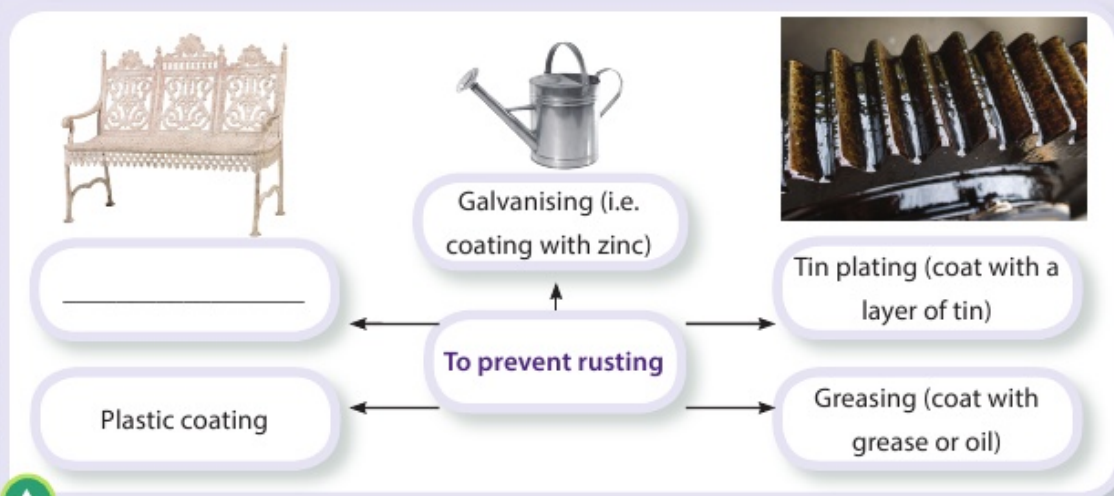 Galvanising (i.e.
coating with zinc)
Tin plating (coat with a
layer of tin)
To prevent rusting
Plastic coating
Greasing (coat with
grease or oil)